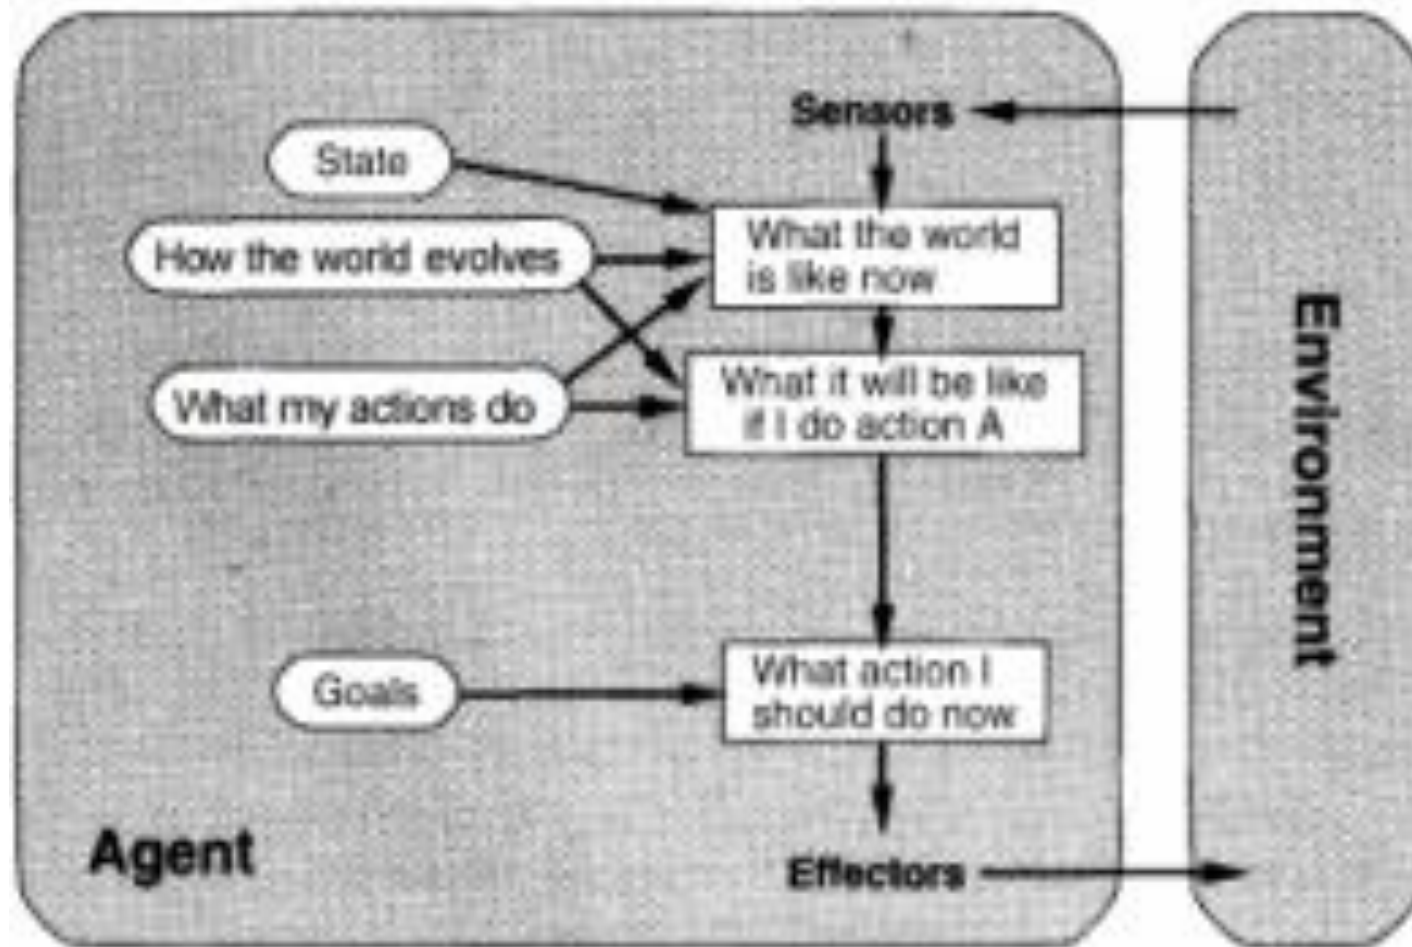 Sensors
State
What the world
is like now
How the world evolves
What it will be like
if I do action A
What my actions do
Environment
Goals
What action I
should do now
Agent
Effectors